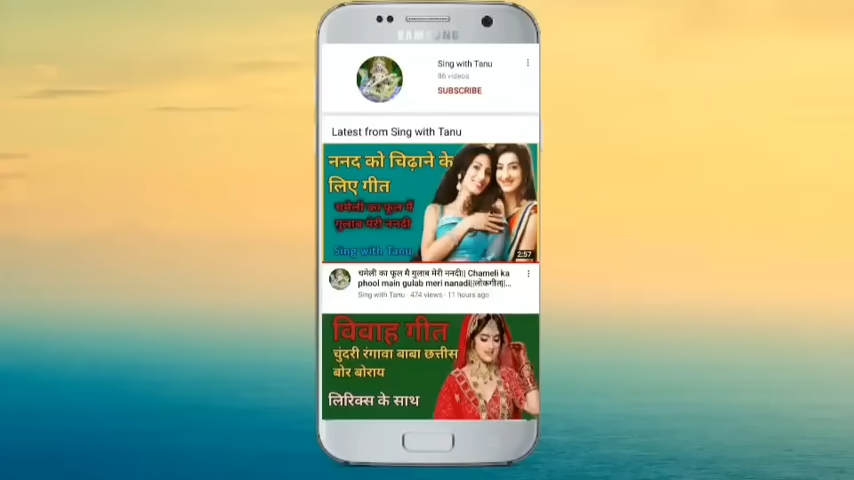 SAMSUNG
Sing with Tanu
86 videos
SUBSCRIBE
Latest from Sing with Tanu
ननद को चिढ़ाने के
लिए गीत
चमेली का फूल मैं
गुलाब मेरी ननदी
Sing with Tanu
2:57
चमेली का फूल मै गुलाब मेरी ननदी|| Chameli ka
phool main gulab meri nanadi||लोकगीत||...
Sing with Tanu · 474 views · 11 hours ago
विवाह गीत
चुंदरी रंगावा बाबा छत्तीस
बोर बोराय
लिरिक्स के साथ